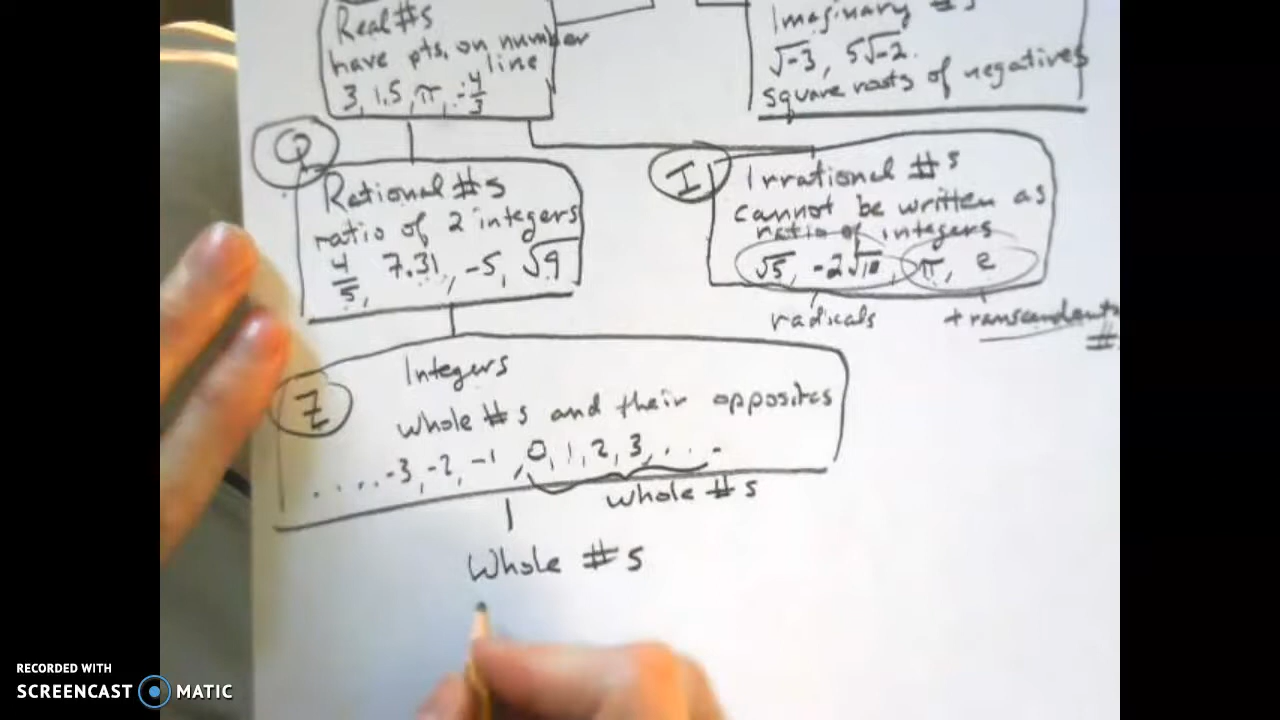 Real #s
have pts. on number
line
3, 1.5, π, -4/3
Imaginary #s
√-3, 5√-2.
square roots of negatives
Q
Rational #s
ratio of 2 integers
4/5, 7.31, -5, √9
I
Irrational #s
cannot be written as
ratio of integers
√5, -2√10, π, e
radicals
Z
Integers
whole #s and their opposites
.....-3, -2, -1, 0, 1, 2, 3, ...
whole #s
Whole #s
RECORDED WITH
SCREENCAST MATIC